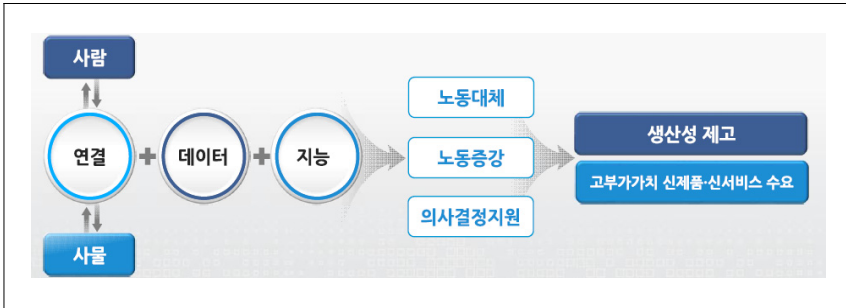 사람
연결
데이터
지능
사물
노동대체
노동증강
의사결정지원
생산성 제고
고부가가치 신제품·신서비스 수요